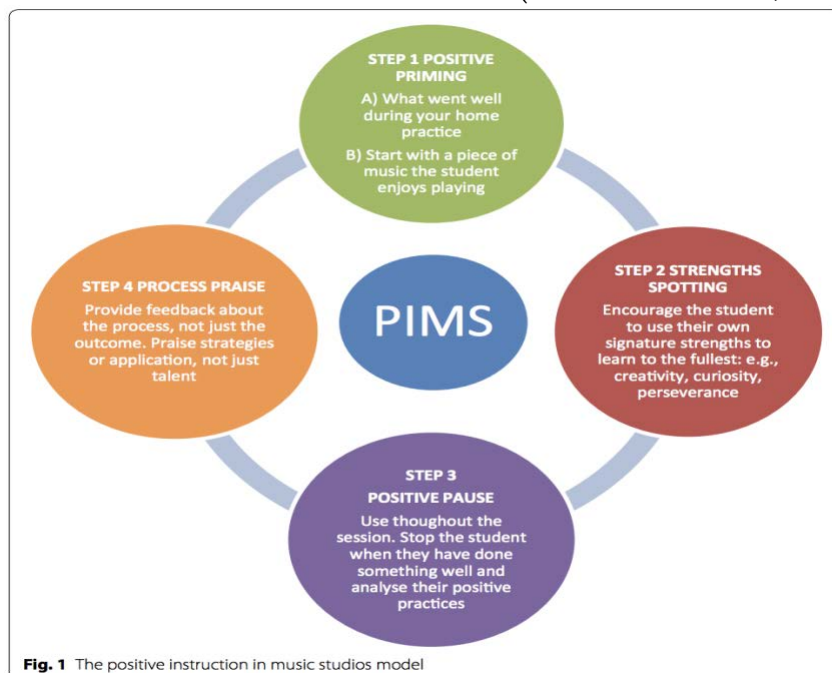 STEP 1 POSITIVE
PRIMING
A) What went well
during your home
practice
B) Start with a piece of
music the student
enjoys playing
STEP 2 STRENGTHS
SPOTTING
Encourage the student
to use their own
signature strengths to
learn to the fullest: e.g.,
creativity, curiosity,
perseverance
STEP 3
POSITIVE PAUSE
Use thoughout the
session. Stop the student
when they have done
something well and
analyse their positive
practices
STEP 4 PROCESS PRAISE
Provide feedback about
the process, not just the
outcome. Praise strategies
or application, not just
talent
PIMS
Fig. 1 The positive instruction in music studios model